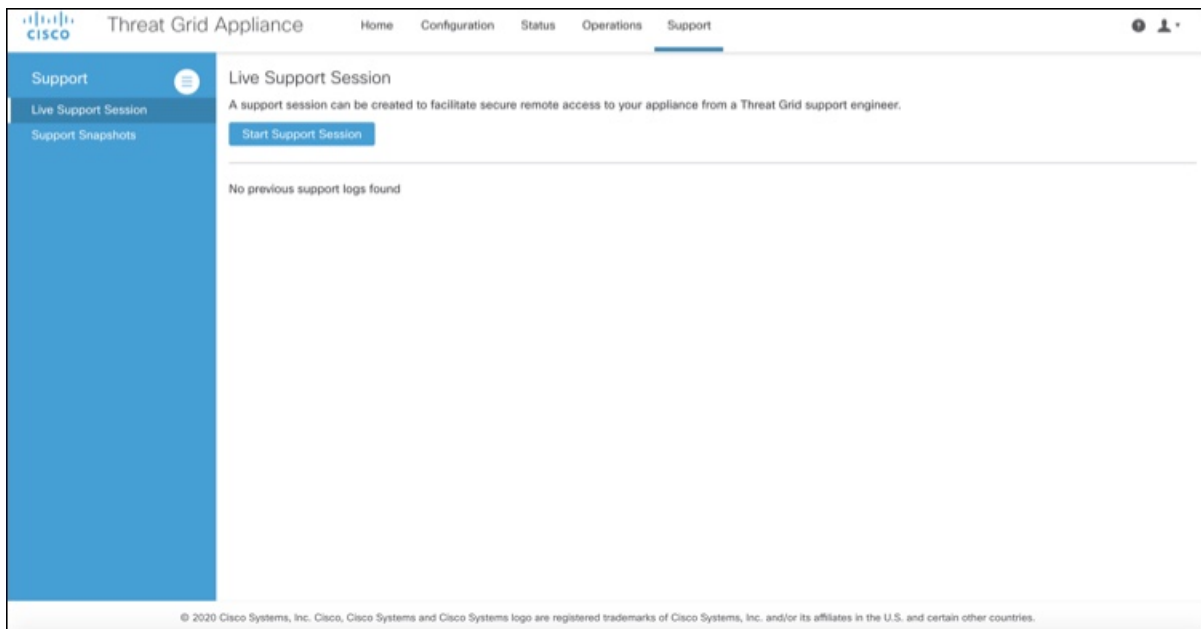 CISCO
Threat Grid Appliance
Home
Configuration
Status
Operations
Support
Support
Live Support Session
Support Snapshots
Live Support Session
A support session can be created to facilitate secure remote access to your appliance from a Threat Grid support engineer.
Start Support Session
No previous support logs found
© 2020 Cisco Systems, Inc. Cisco, Cisco Systems and Cisco Systems logo are registered trademarks of Cisco Systems, Inc. and/or its affiliates in the U.S. and certain other countries.